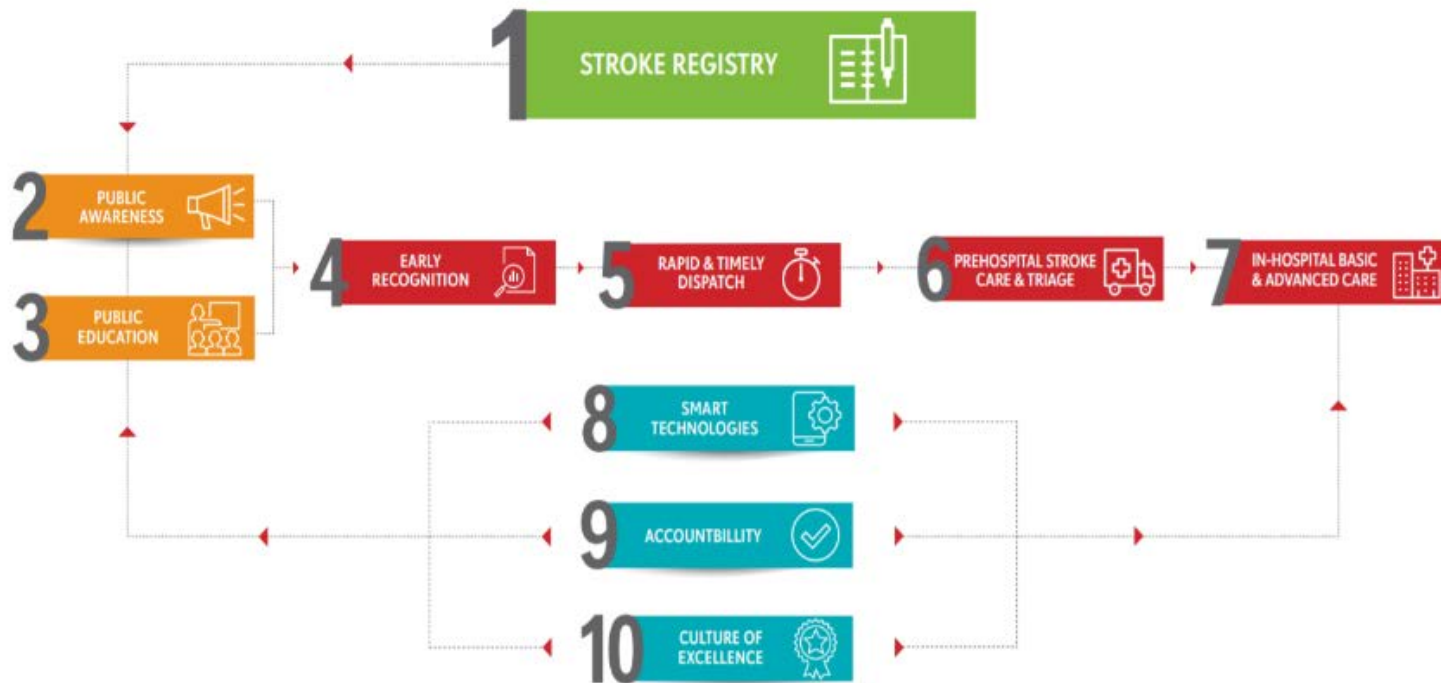 1
STROKE REGISTRY
2
PUBLIC
AWARENESS
3
PUBLIC
EDUCATION
4
EARLY
RECOGNITION
5
RAPID & TIMELY
DISPATCH
6
PREHOSPITAL STROKE
CARE & TRIAGE
7
IN-HOSPITAL BASIC
& ADVANCED CARE
8
SMART
TECHNOLOGIES
9
ACCOUNTBILLITY
10
CULTURE OF
EXCELLENCE